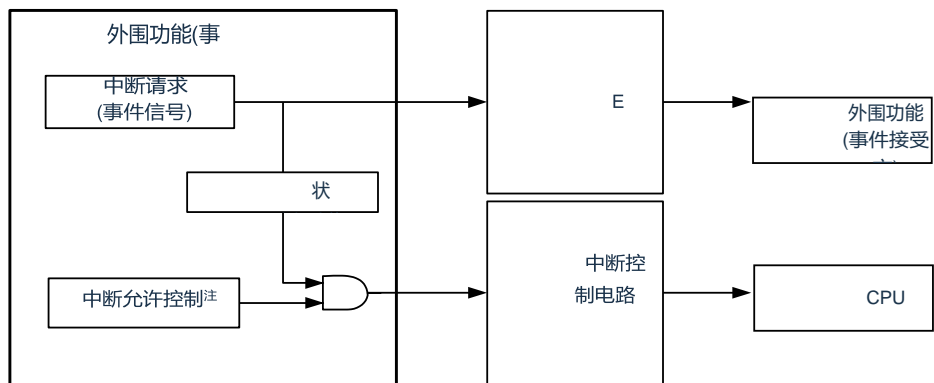 外围功能(事
中断请求
(事件信号)
E
外围功能
(事件接受
状
中断控
制电路
中断允许控制注
CPU